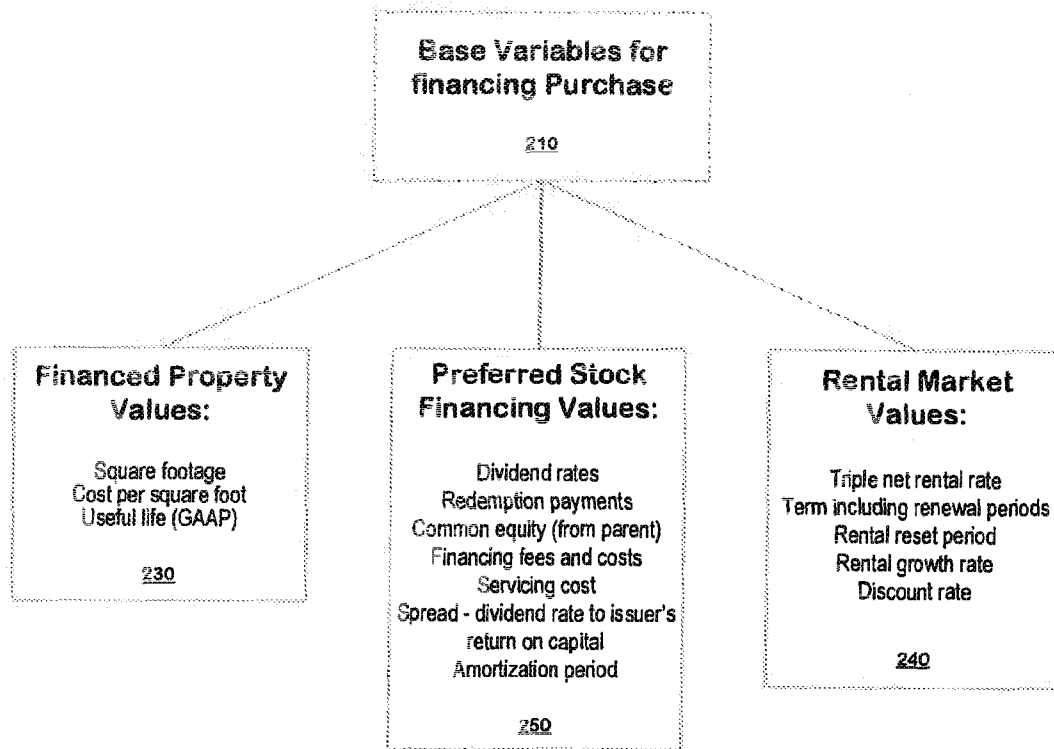 Base Variables for
financing Purchase
210
Financed Property
Values:
Square footage
Cost per square foot
Useful life (GAAP)
230
Preferred Stock
Financing Values:
Dividend rates
Redemption payments
Common equity (from parent)
Financing fees and costs
Servicing cost
Spread - dividend rate to issuer's
return on capital
Amortization period
250
Rental Market
Values:
Triple net rental rate
Term including renewal periods
Rental reset period
Rental growth rate
Discount rate
240